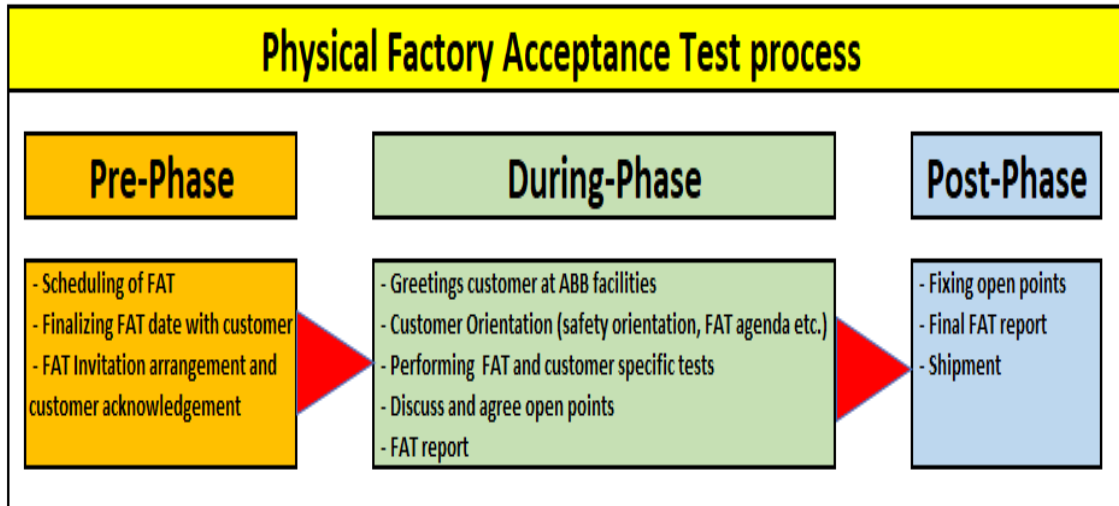 Physical Factory Acceptance Test process
Pre-Phase
- Scheduling of FAT
- Finalizing FAT date with customer
- FAT Invitation arrangement and
customer acknowledgement
During-Phase
- Greetings customer at ABB facilities
- Customer Orientation (safety orientation, FAT agenda etc.)
- Performing FAT and customer specific tests
- Discuss and agree open points
- FAT report
Post-Phase
- Fixing open points
- Final FAT report
- Shipment